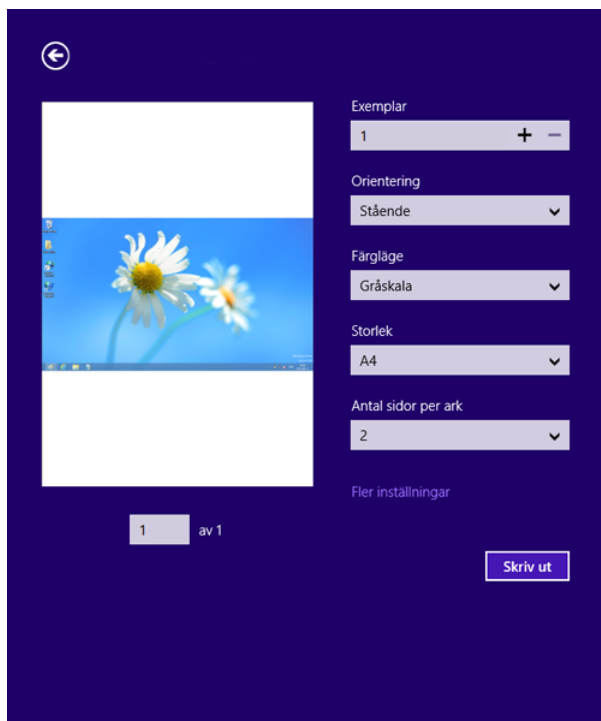 Exemplar
1
Orientering
Stående
Färgläge
Gråskala
Storlek
A4
Antal sidor per ark
2
Fler inställningar
1 av 1
Skriv ut